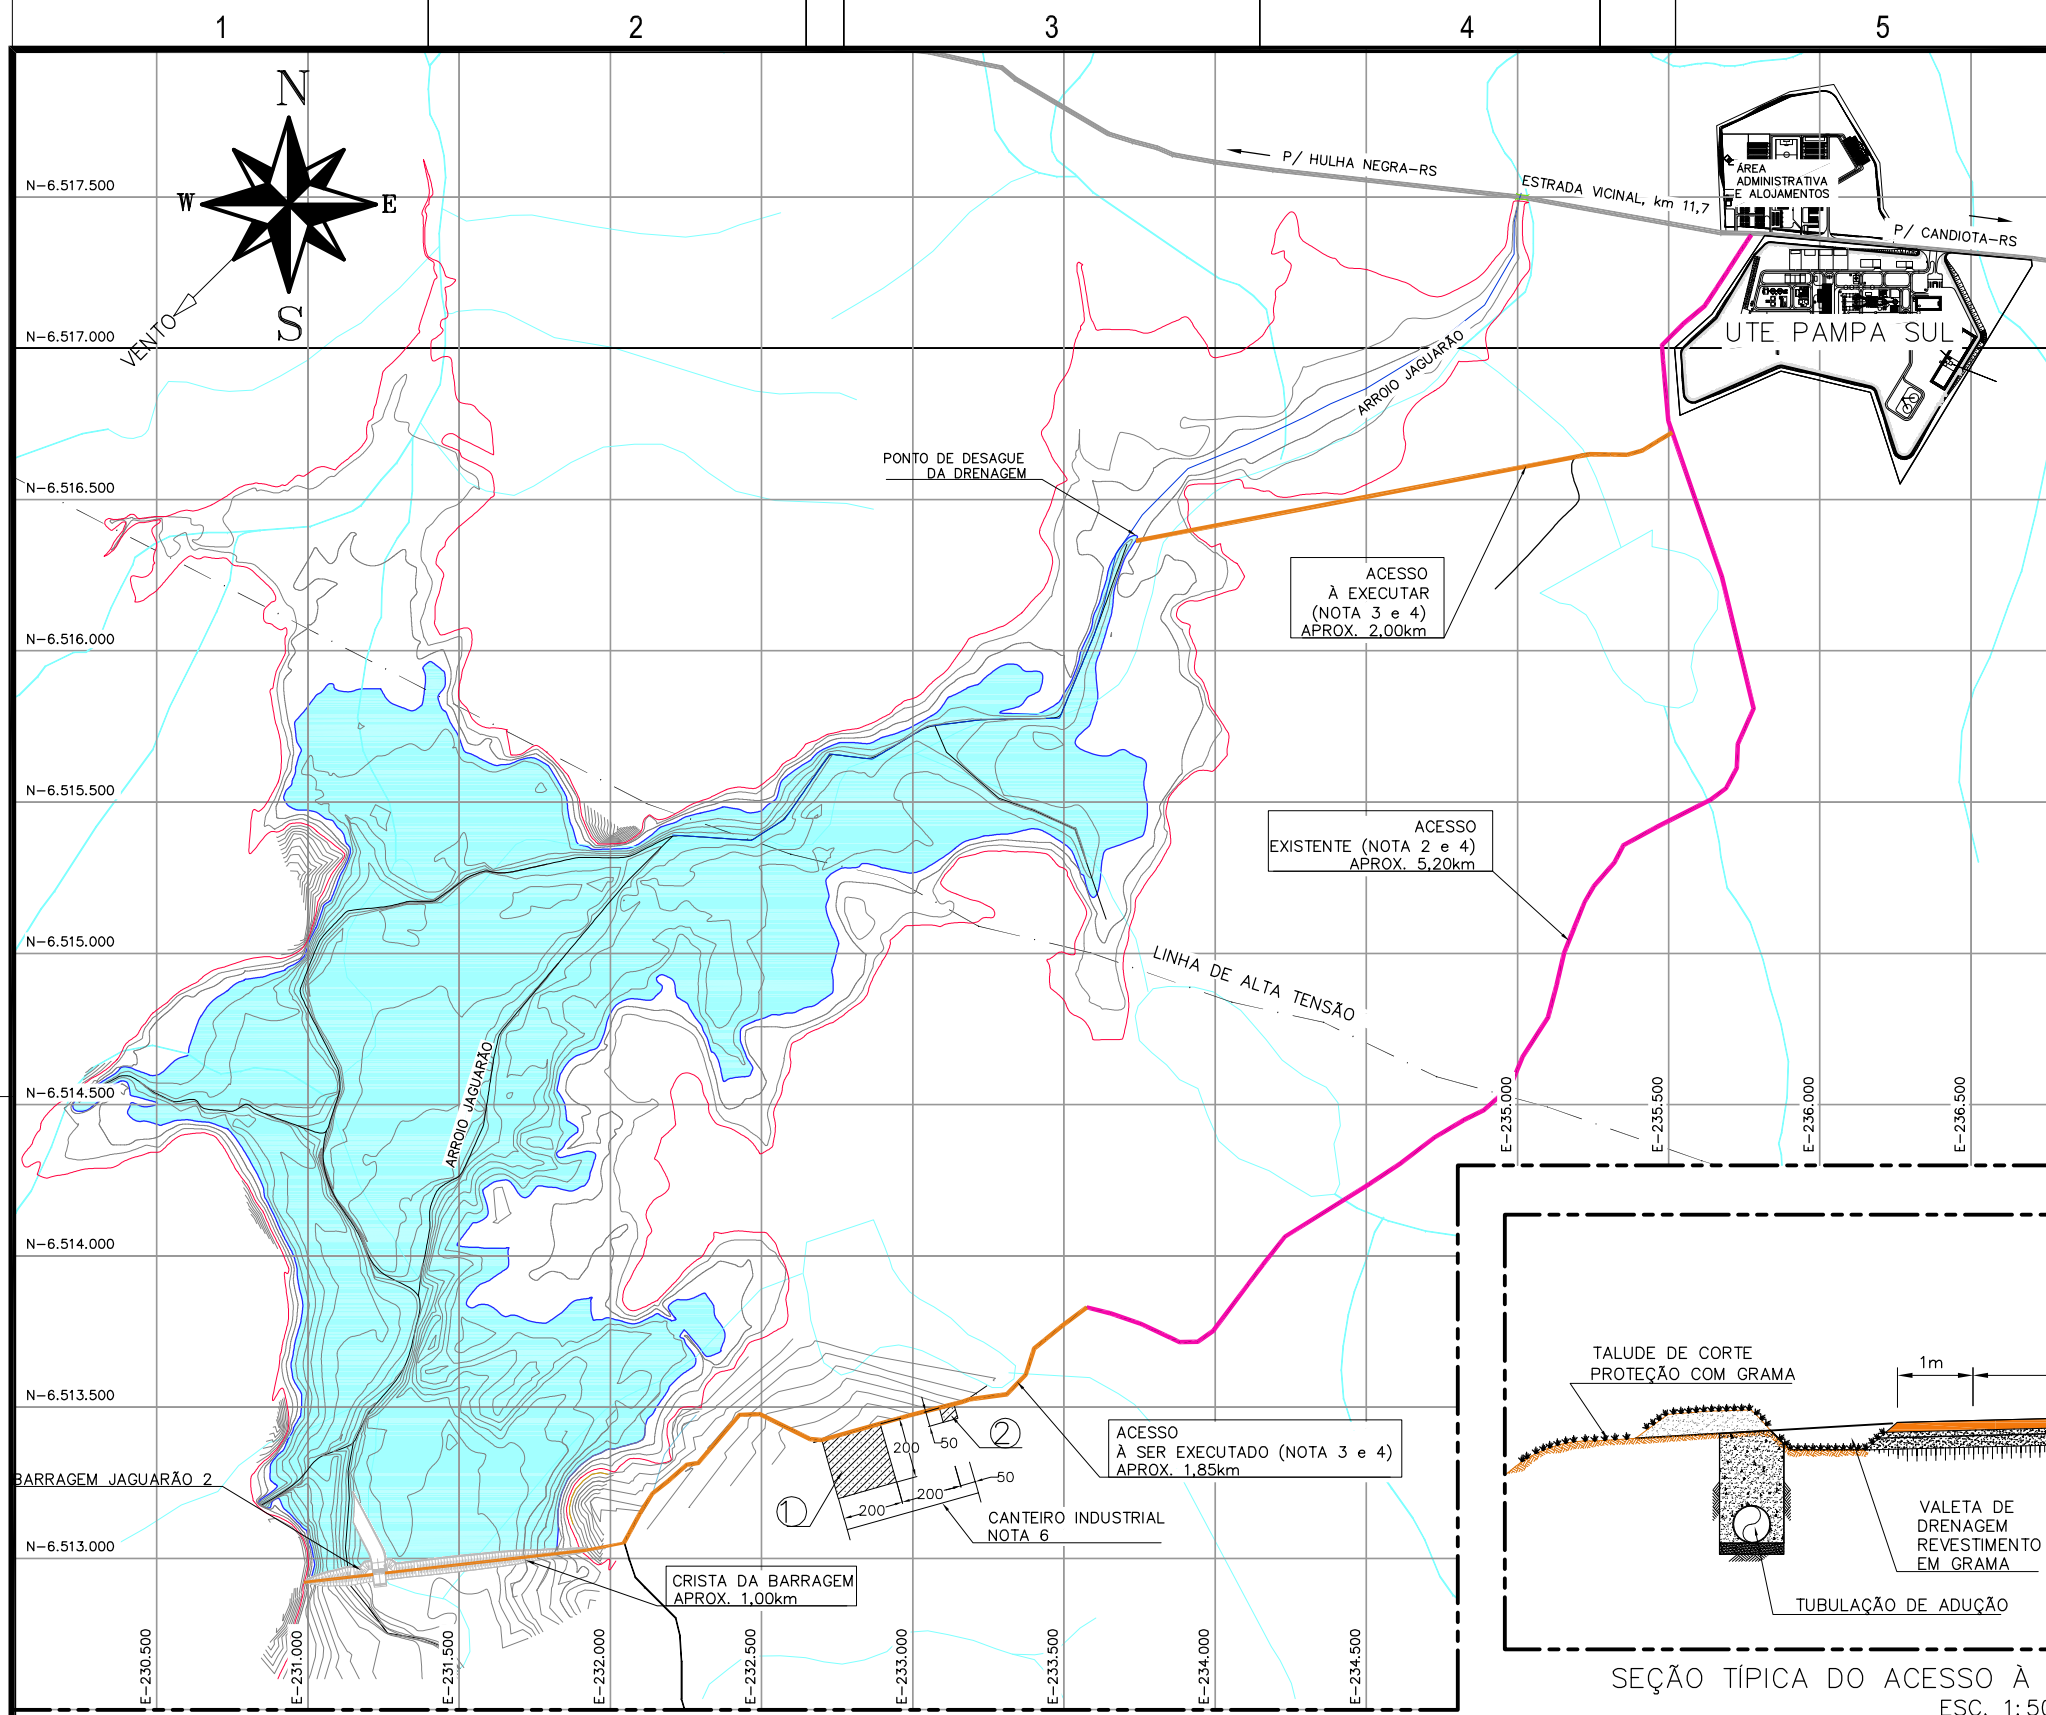 1
2
3
4
5
N
W
E
S
VENTO
N-6.517.500
N-6.517.000
N-6.516.500
N-6.516.000
N-6.515.500
N-6.515.000
N-6.514.500
N-6.514.000
N-6.513.500
N-6.513.000
P/ HULHA NEGRA-RS
ESTRADA VICINAL, km 11,7
P/ CANDIOTA-RS
ÁREA
ADMINISTRATIVA
E ALOJAMENTOS
UTE PAMPA SUL
ARROIO JAGUARÃO
PONTO DE DESAGUE
DA DRENAGEM
ACESSO
À EXECUTAR
(NOTA 3 e 4)
APROX. 2,00km
ACESSO
EXISTENTE (NOTA 2 e 4)
APROX. 5,20km
LINHA DE ALTA TENSÃO
ARROIO JAGUARÃO
E-235.000
E-235.500
E-236.000
E-236.500
BARRAGEM JAGUARÃO 2
1
2
200
50
200
200
50
CANTEIRO INDUSTRIAL
NOTA 6
ACESSO
À SER EXECUTADO (NOTA 3 e 4)
APROX. 1,85km
CRISTA DA BARRAGEM
APROX. 1,00km
E-230.500
E-231.000
E-231.500
E-232.000
E-232.500
E-233.000
E-233.500
E-234.000
E-234.500
TALUDE DE CORTE
PROTEÇÃO COM GRAMA
1m
VALETA DE
DRENAGEM
REVESTIMENTO
EM GRAMA
TUBULAÇÃO DE ADUÇÃO
SEÇÃO TÍPICA DO ACESSO À
ESC. 1:50